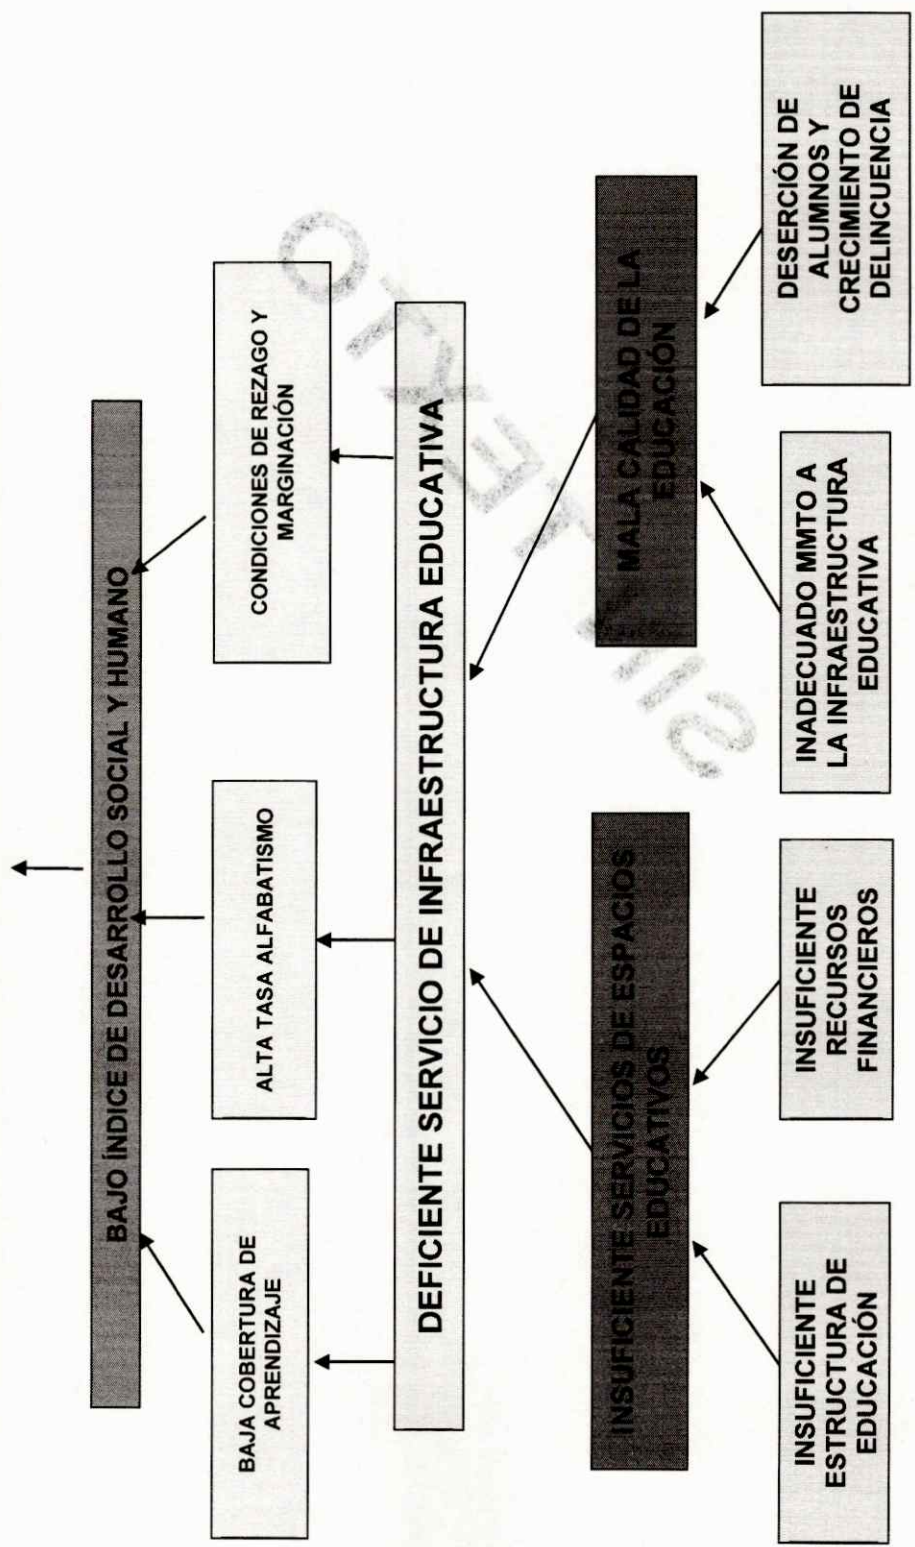 BAJO ÍNDICE DE DESARROLLO SOCIAL Y HUMANO
BAJA COBERTURA DE
APRENDIZAJE
ALTA TASA ALFABATISMO
CONDICIONES DE REZAGO Y
MARGINACIÓN
DEFICIENTE SERVICIO DE INFRAESTRUCTURA EDUCATIVA
INSUFICIENTE SERVICIOS DE ESPACIOS
EDUCATIVOS
MALA CALIDAD DE LA
EDUCACIÓN
INSUFICIENTE
ESTRUCTURA DE
EDUCACIÓN
INSUFICIENTE
RECURSOS
FINANCIEROS
INADECUADO MMTO A
LA INFRAESTRUCTURA
EDUCATIVA
DESERCIÓN DE
ALUMNOS Y
CRECIMIENTO DE
DELINCUENCIA